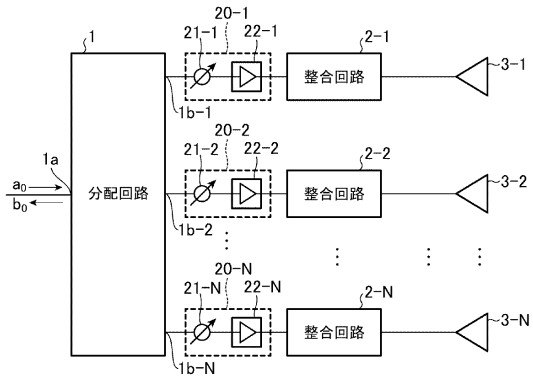 1
20-1
21-1
22-1
2-1
整合回路
3-1
1b-1
20-2
21-2
22-2
2-2
整合回路
3-2
1b-2
1a
a₀
b₀
分配回路
20-N
21-N
22-N
2-N
整合回路
3-N
1b-N